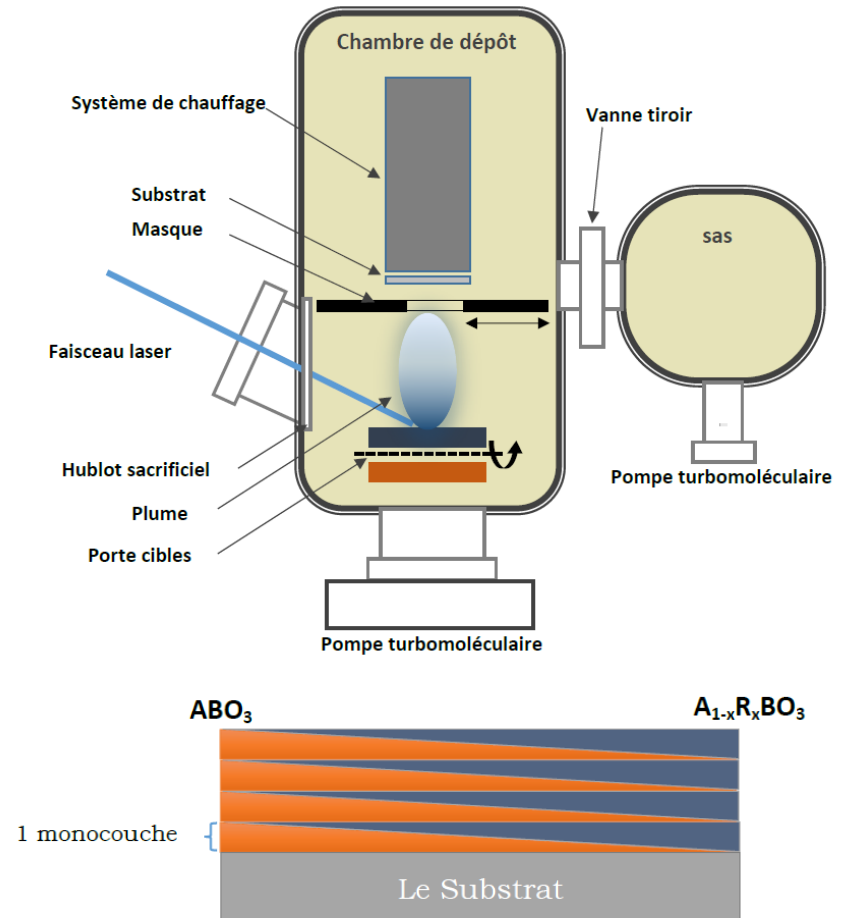 Chambre de dépôt
Système de chauffage
Vanne tiroir
Substrat
Masque
sas
Faisceau laser
Hublot sacrificiel
Pompe turbomoléculaire
Plume
Porte cibles
Pompe turbomoléculaire
ABO₃
A₁₋ₓRₓBO₃
1 monocouche
Le Substrat